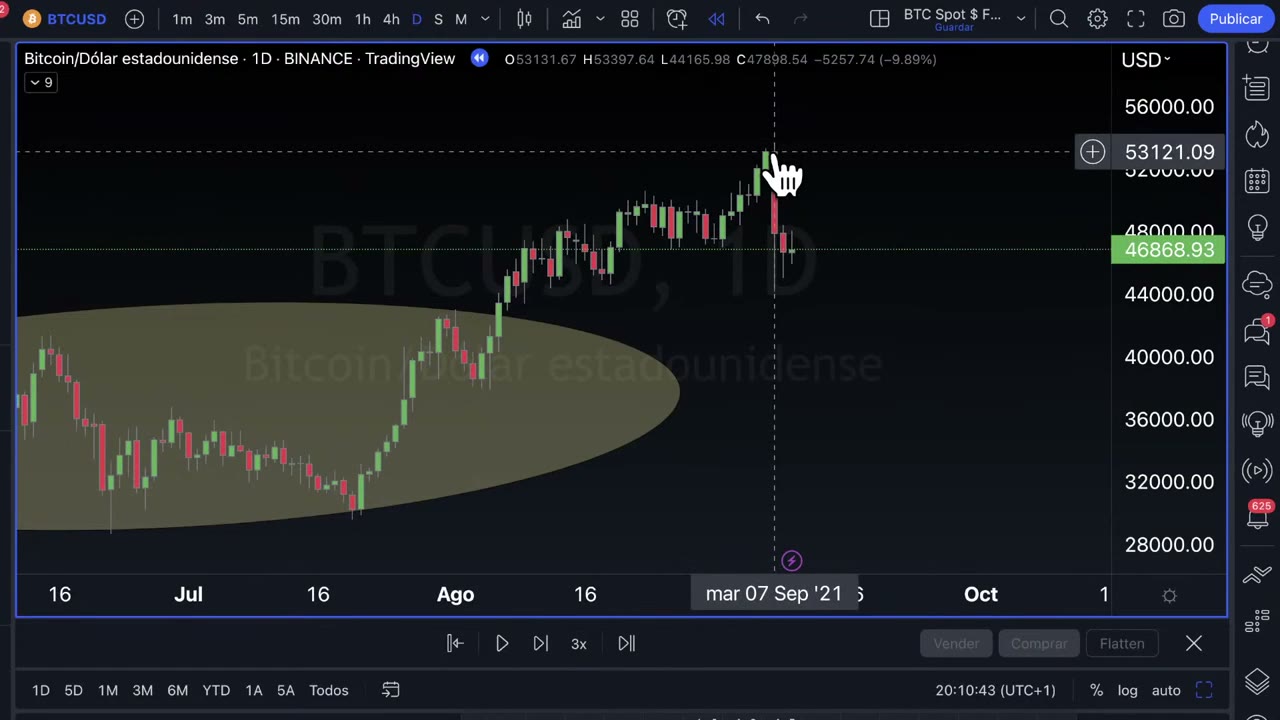 2
BTCUSD
1m 3m 5m 15m 30m 1h 4h D S M
BTC Spot $ F...
Guardar
Publicar
Bitcoin/Dólar estadounidense · 1D · BINANCE · TradingView
O53131.67 H53397.64 L44165.98 C47898.54 −5257.74 (−9.89%)
USD
9
56000.00
53121.09
52000.00
48000.00
46868.93
44000.00
40000.00
36000.00
32000.00
28000.00
BTCUSD, 1D
Bitcoin/Dólar estadounidense
1
625
16 Jul 16 Ago 16 mar 07 Sep '21 6 Oct 1
3x
Vender Comprar Flatten
1D 5D 1M 3M 6M YTD 1A 5A Todos
20:10:43 (UTC+1) % log auto